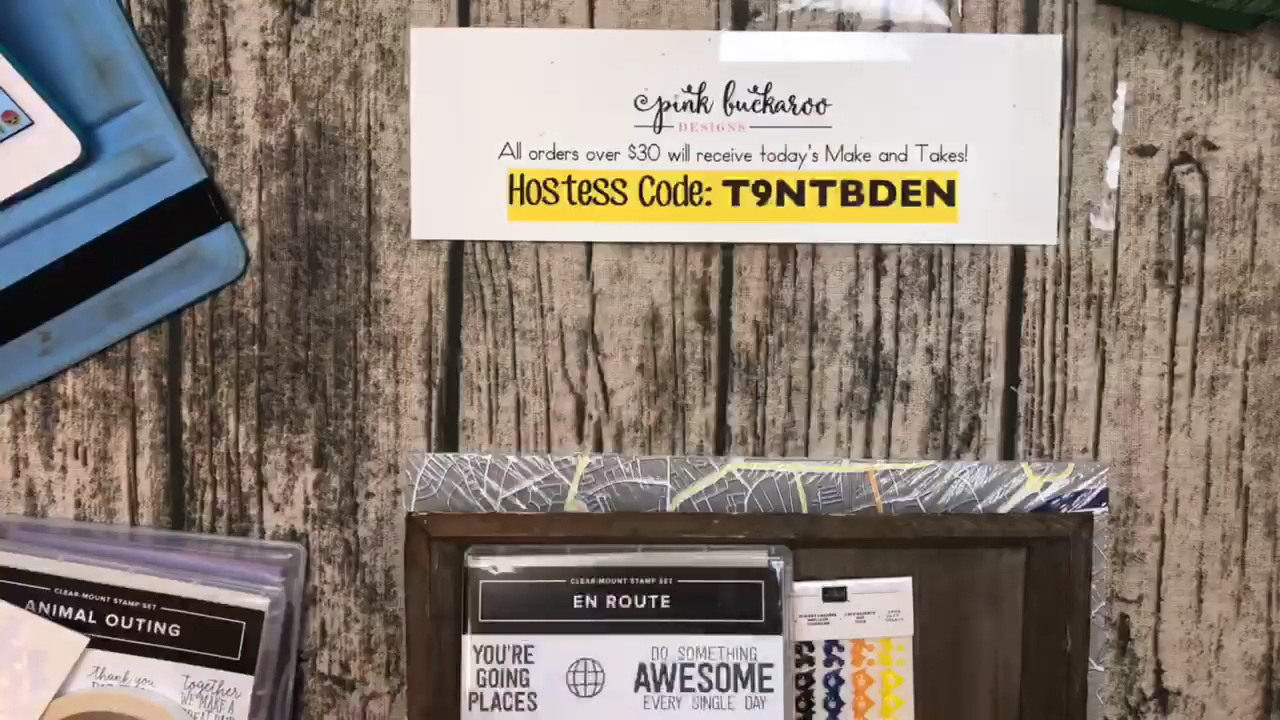 pink buckaroo
DESIGNS
All orders over $30 will receive today's Make and Takes!
Hostess Code: T9NTBDEN
CLEAR-MOUNT STAMP SET
EN ROUTE
YOU'RE
GOING
PLACES
DO SOMETHING
AWESOME
EVERY SINGLE DAY
CLEAR-MOUNT STAMP SET
ANIMAL OUTING
thank you
together
WE MAKE A